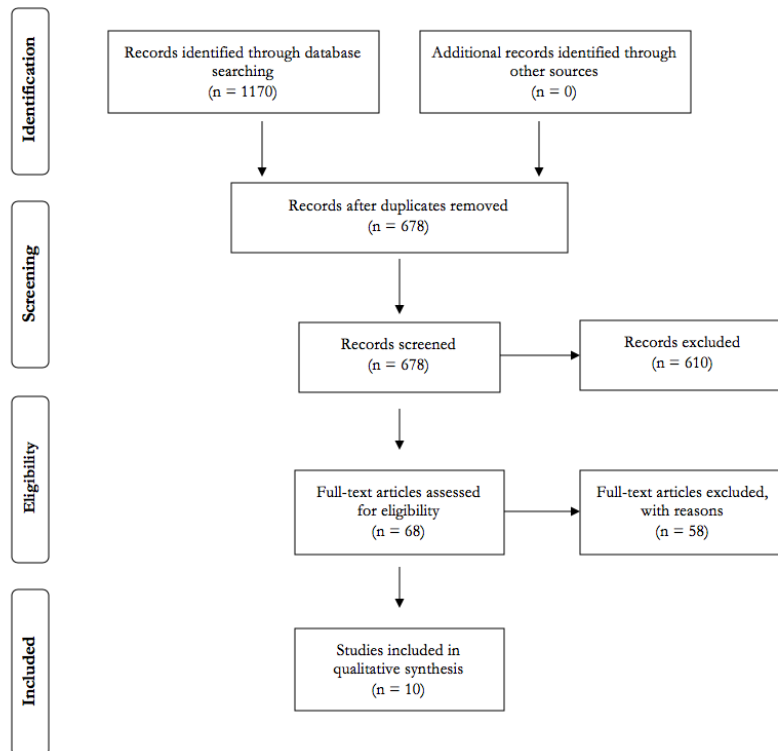 Identification
Records identified through database
searching
(n = 1170)
Additional records identified through
other sources
(n = 0)
Records after duplicates removed
(n = 678)
Screening
Records screened
(n = 678)
Records excluded
(n = 610)
Eligibility
Full-text articles assessed
for eligibility
(n = 68)
Full-text articles excluded,
with reasons
(n = 58)
Included
Studies included in
qualitative synthesis
(n = 10)